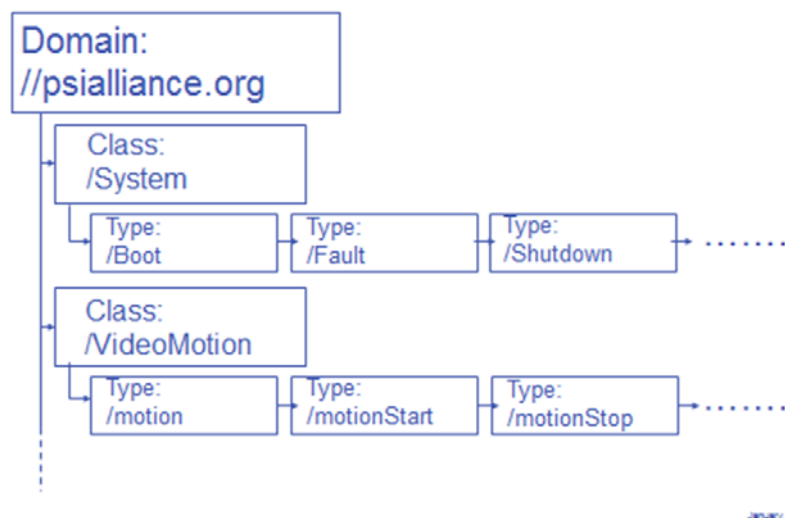 Domain:
//psialliance.org
Class:
/System
Type:
/Boot
Type:
/Fault
Type:
/Shutdown
.......
Class:
/VideoMotion
Type:
/motion
Type:
/motionStart
Type:
/motionStop
.......